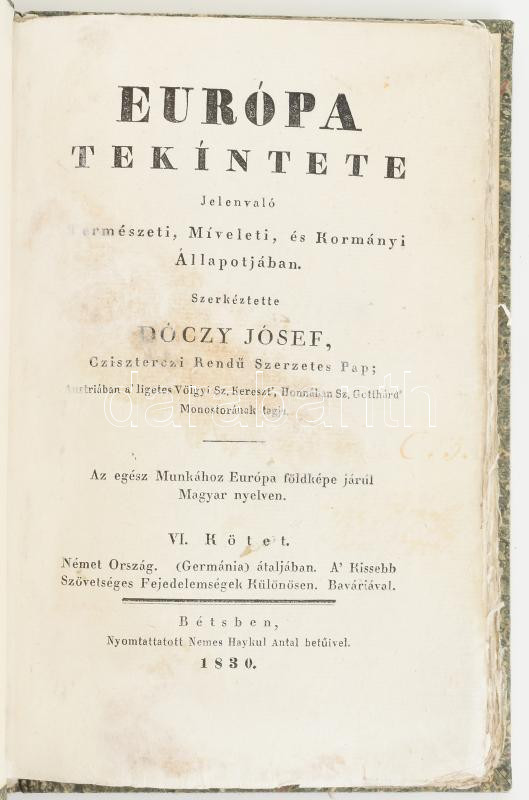 EURÓPA
TEKÍNTETE
Jelenvaló
Természeti, Míveleti, és Kormányi
Állapotjában.
Szerkéztette
DÓCZY JÓSEF,
Cziszterczi Rendű Szerzetes Pap;
Austriában a' ligetes Völgyi Sz. Kereszt', Honnában Sz. Gotthárd'
Monostorának tagja.
Az egész Munkához Európa földképe járúl
Magyar nyelven.
VI. Kötet.
Német Ország. (Germánia) átaljában. A' Kissebb
Szövetséges Fejedelemségek Különösen. Baváriával.
Bétsben,
Nyomtattatott Nemes Haykul Antal betűivel.
1830.
darabanth